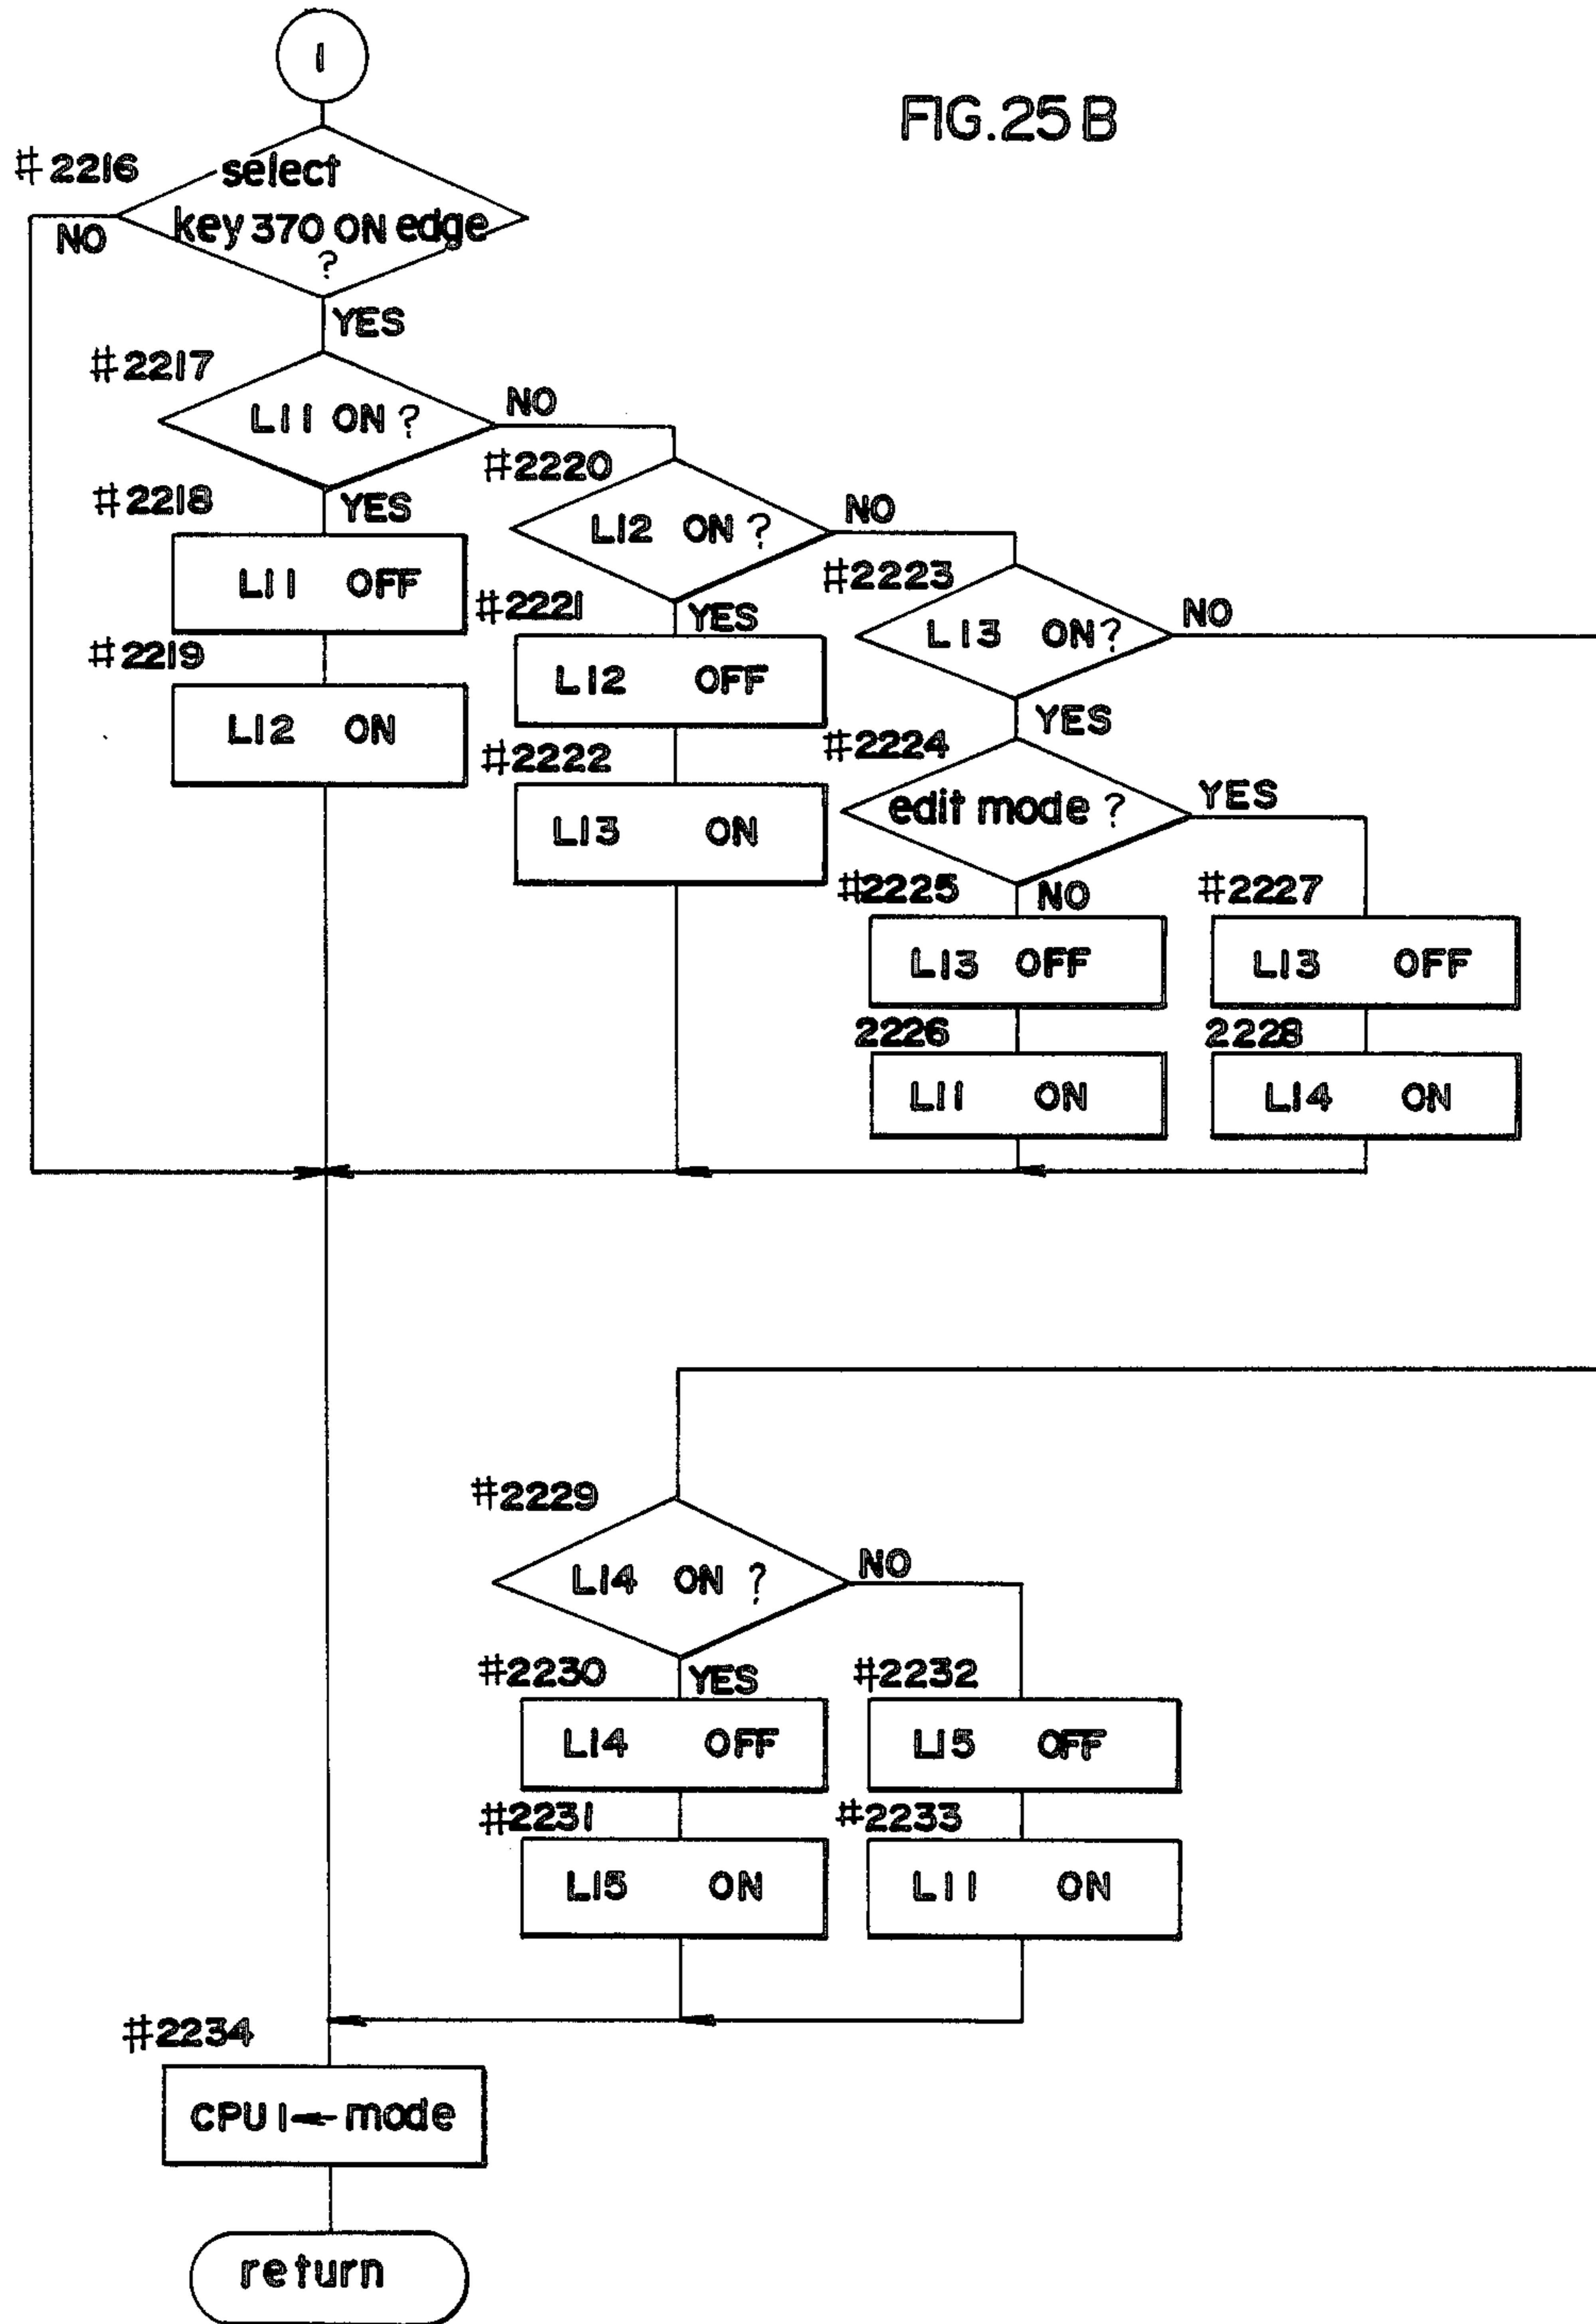 1
FIG.25 B
#2216
select
key 370 ON edge
?
NO
YES
#2217
L11 ON ?
NO
#2218
YES
L11 OFF
#2219
L12 ON
#2220
L12 ON ?
NO
#2221
YES
L12 OFF
#2222
L13 ON
#2223
L13 ON?
NO
YES
#2224
edit mode ?
YES
#2225
NO
L13 OFF
2226
L11 ON
#2227
L13 OFF
2228
L14 ON
#2229
L14 ON ?
NO
#2230
YES
L14 OFF
#2231
L15 ON
#2232
L15 OFF
#2233
L11 ON
#2234
CPU1← mode
return